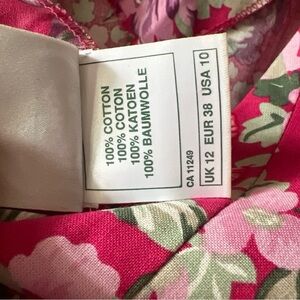 100% COTTON
100% COTON
100% KATOEN
100% BAUMWOLLE
CA 11249
UK 12 EUR 38 USA 10